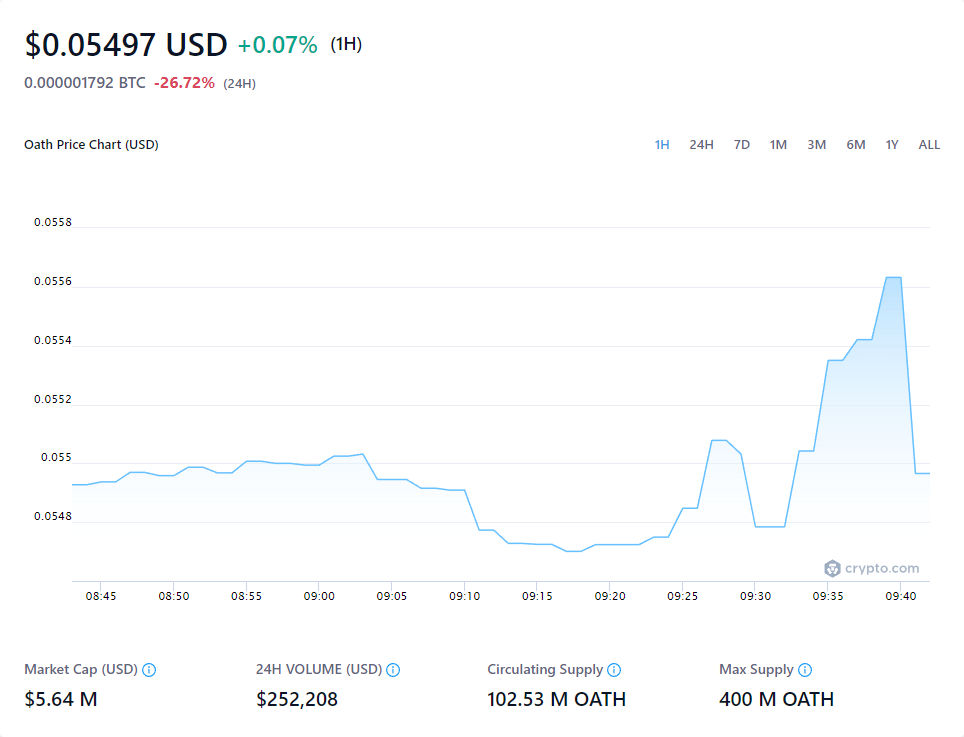 $0.05497 USD +0.07% (1H)
0.000001792 BTC -26.72% (24H)
Oath Price Chart (USD) 1H 24H 7D 1M 3M 6M 1Y ALL
0.0558
0.0556
0.0554
0.0552
0.055
0.0548
crypto.com
08:45 08:50 08:55 09:00 09:05 09:10 09:15 09:20 09:25 09:30 09:35 09:40
Market Cap (USD) 24H VOLUME (USD) Circulating Supply Max Supply
$5.64 M $252,208 102.53 M OATH 400 M OATH